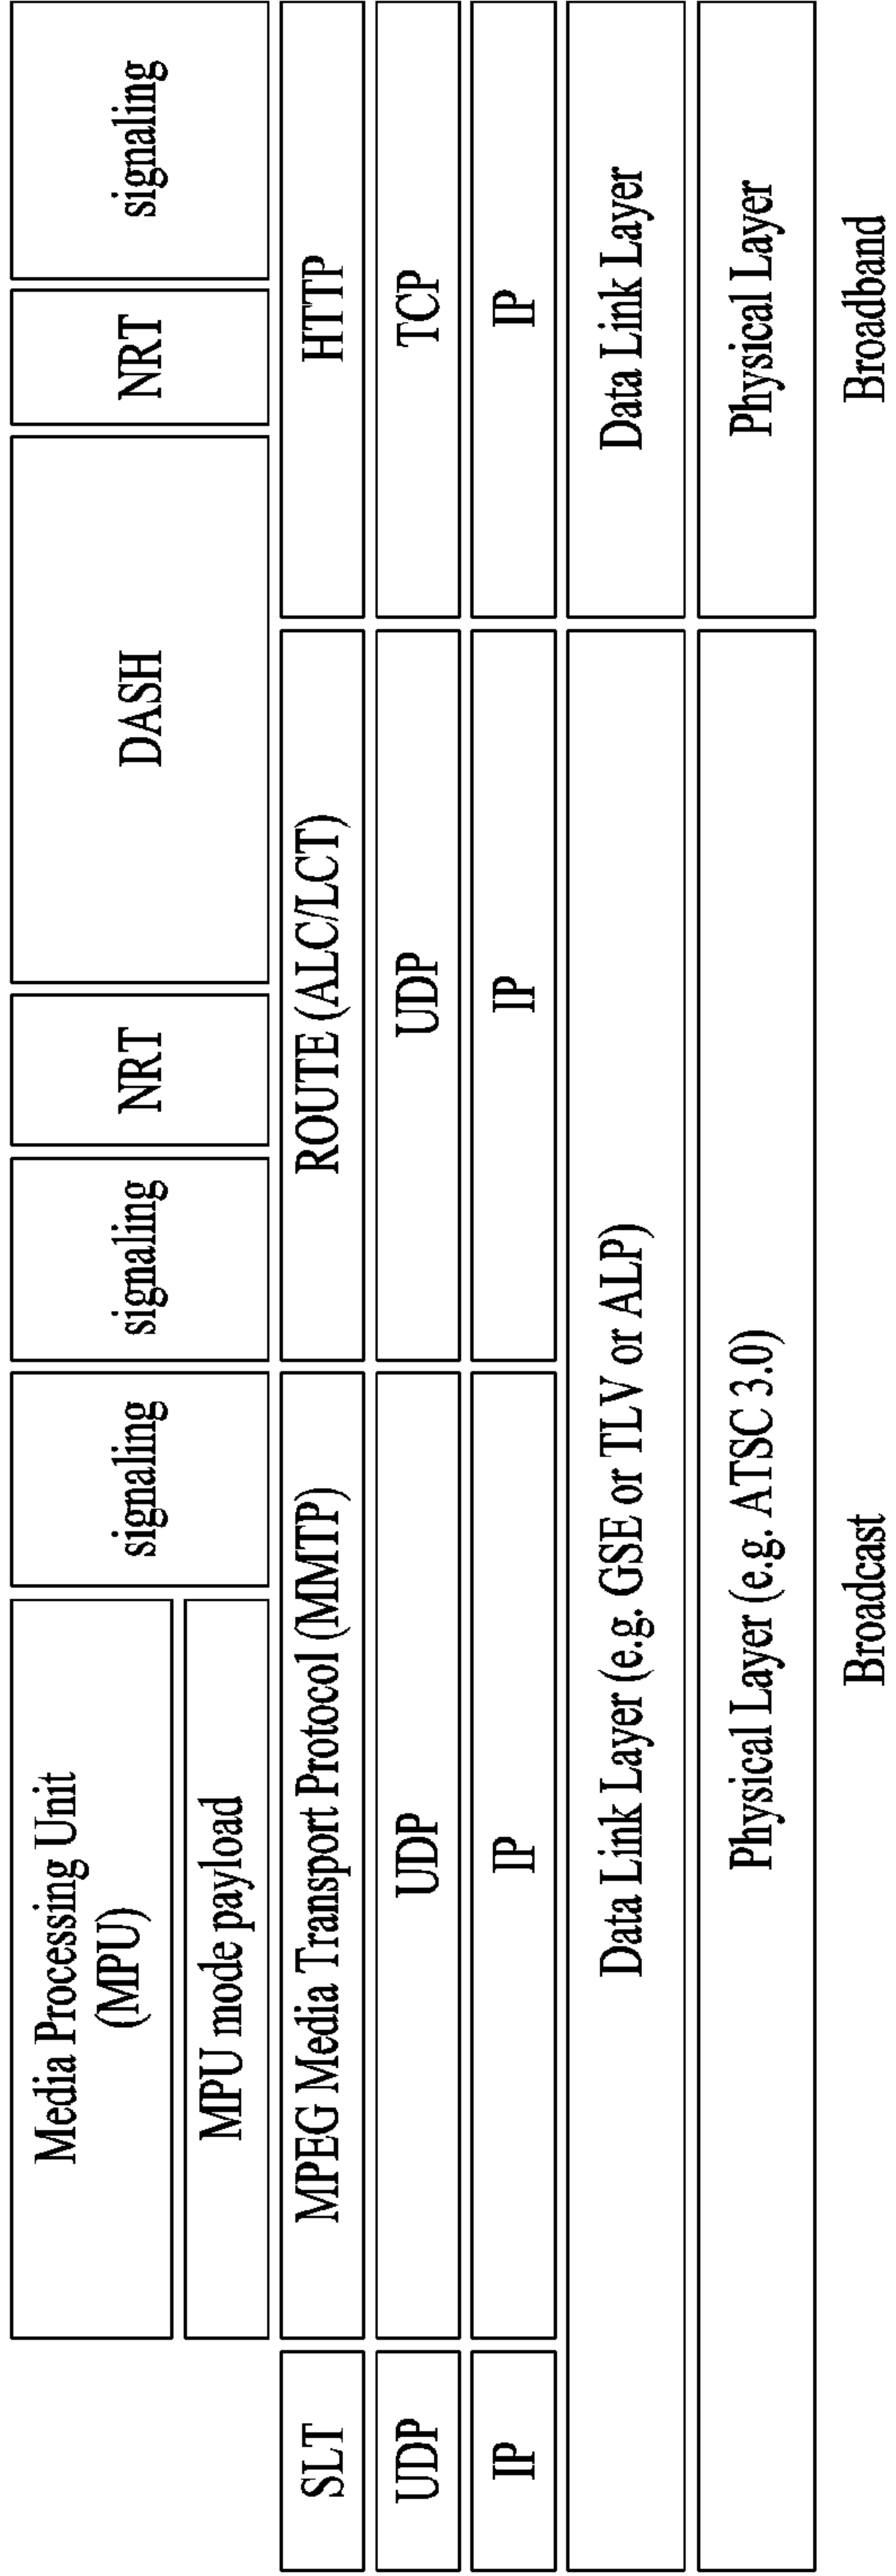 Media Processing Unit
(MPU)
MPU mode payload
signaling
signaling
NRT
DASH
NRT
signaling
SLT
MPEG Media Transport Protocol (MMTP)
ROUTE (ALC/LCT)
HTTP
UDP
UDP
UDP
TCP
IP
IP
IP
IP
Data Link Layer (e.g. GSE or TLV or ALP)
Data Link Layer
Physical Layer (e.g. ATSC 3.0)
Physical Layer
Broadcast
Broadband